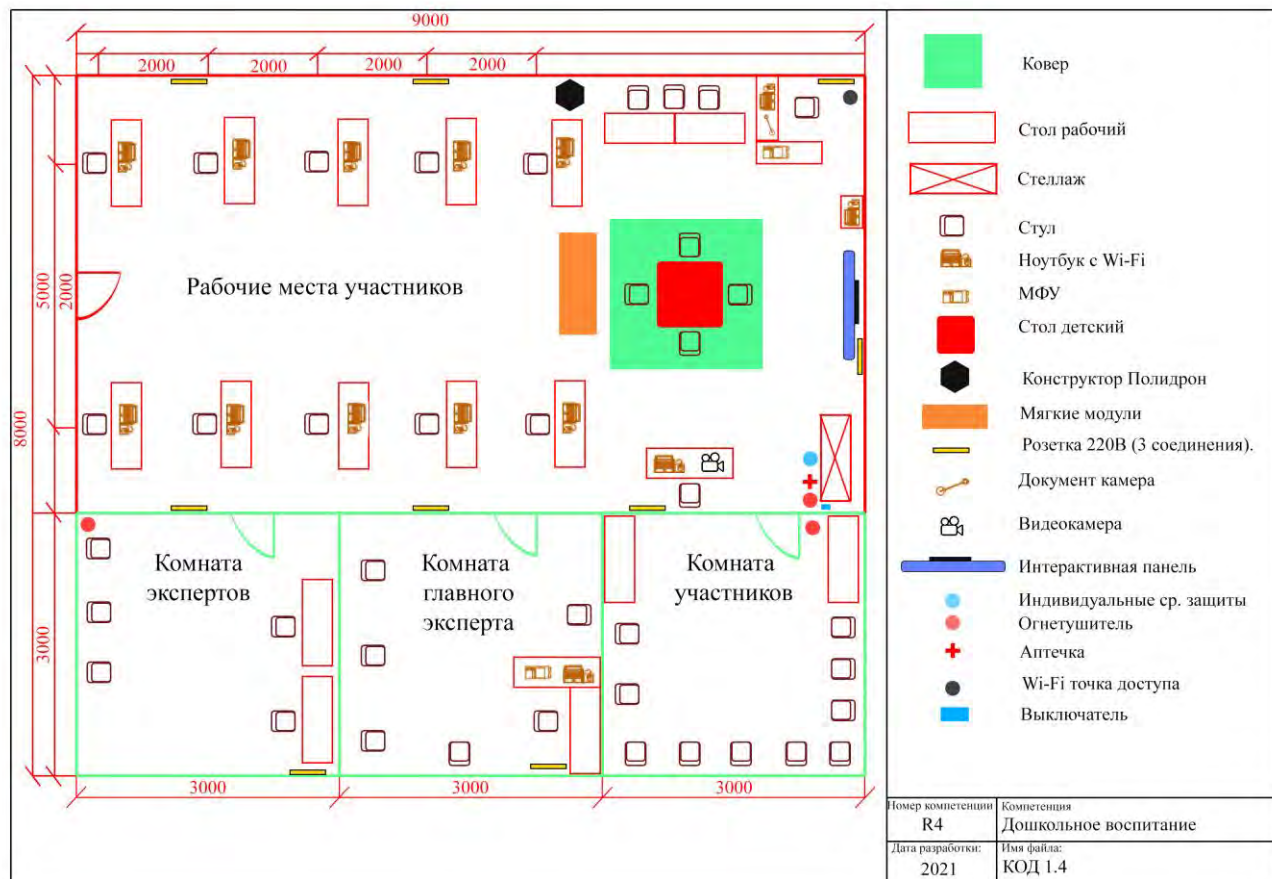 9000
2000
2000
2000
2000
Рабочие места участников
5000
2000
8000
3000
Комната
экспертов
Комната
главного
эксперта
Комната
участников
3000
3000
3000
Ковер
Стол рабочий
Стеллаж
Стул
Ноутбук с Wi-Fi
МФУ
Стол детский
Конструктор Полидрон
Мягкие модули
Розетка 220В (3 соединения).
Документ камера
Видеокамера
Интерактивная панель
Индивидуальные ср. защиты
Огнетушитель
Аптечка
Wi-Fi точка доступа
Выключатель
Номер компетенции
R4
Компетенция
Дошкольное воспитание
Дата разработки:
2021
Имя файла:
КОД 1.4